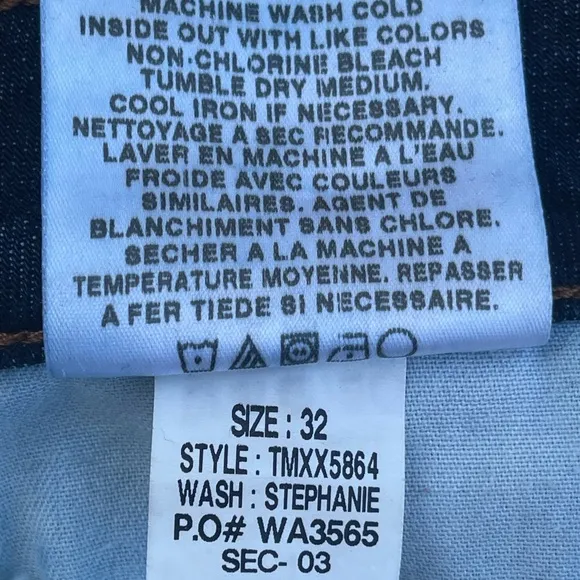 MACHINE WASH COLD
INSIDE OUT WITH LIKE COLORS
NON-CHLORINE BLEACH
TUMBLE DRY MEDIUM.
COOL IRON IF NECESSARY.
NETTOYAGE A SEC RECOMMANDE.
LAVER EN MACHINE A L'EAU
FROIDE AVEC COULEURS
SIMILAIRES. AGENT DE
BLANCHIMENT SANS CHLORE.
SECHER A LA MACHINE A
TEMPERATURE MOYENNE. REPASSER
A FER TIEDE SI NECESSAIRE.
SIZE : 32
STYLE : TMXX5864
WASH : STEPHANIE
P.O# WA3565
SEC- 03